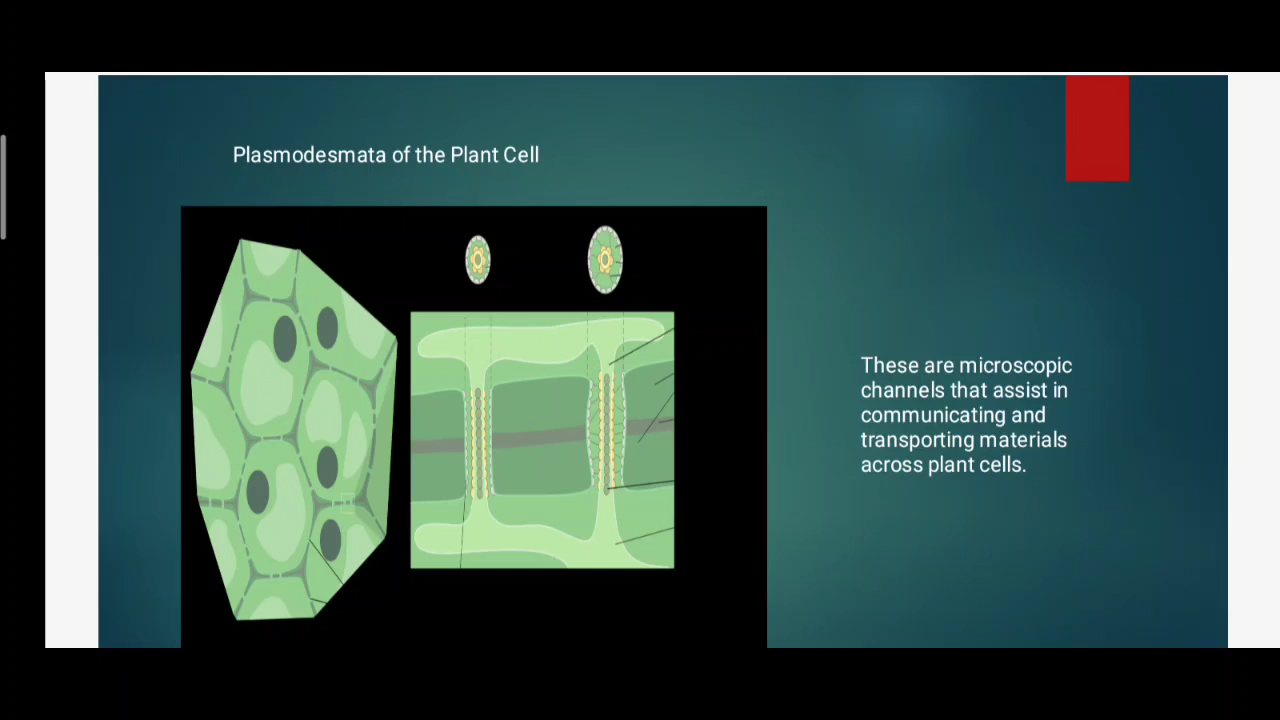 Plasmodesmata of the Plant Cell
These are microscopic
channels that assist in
communicating and
transporting materials
across plant cells.